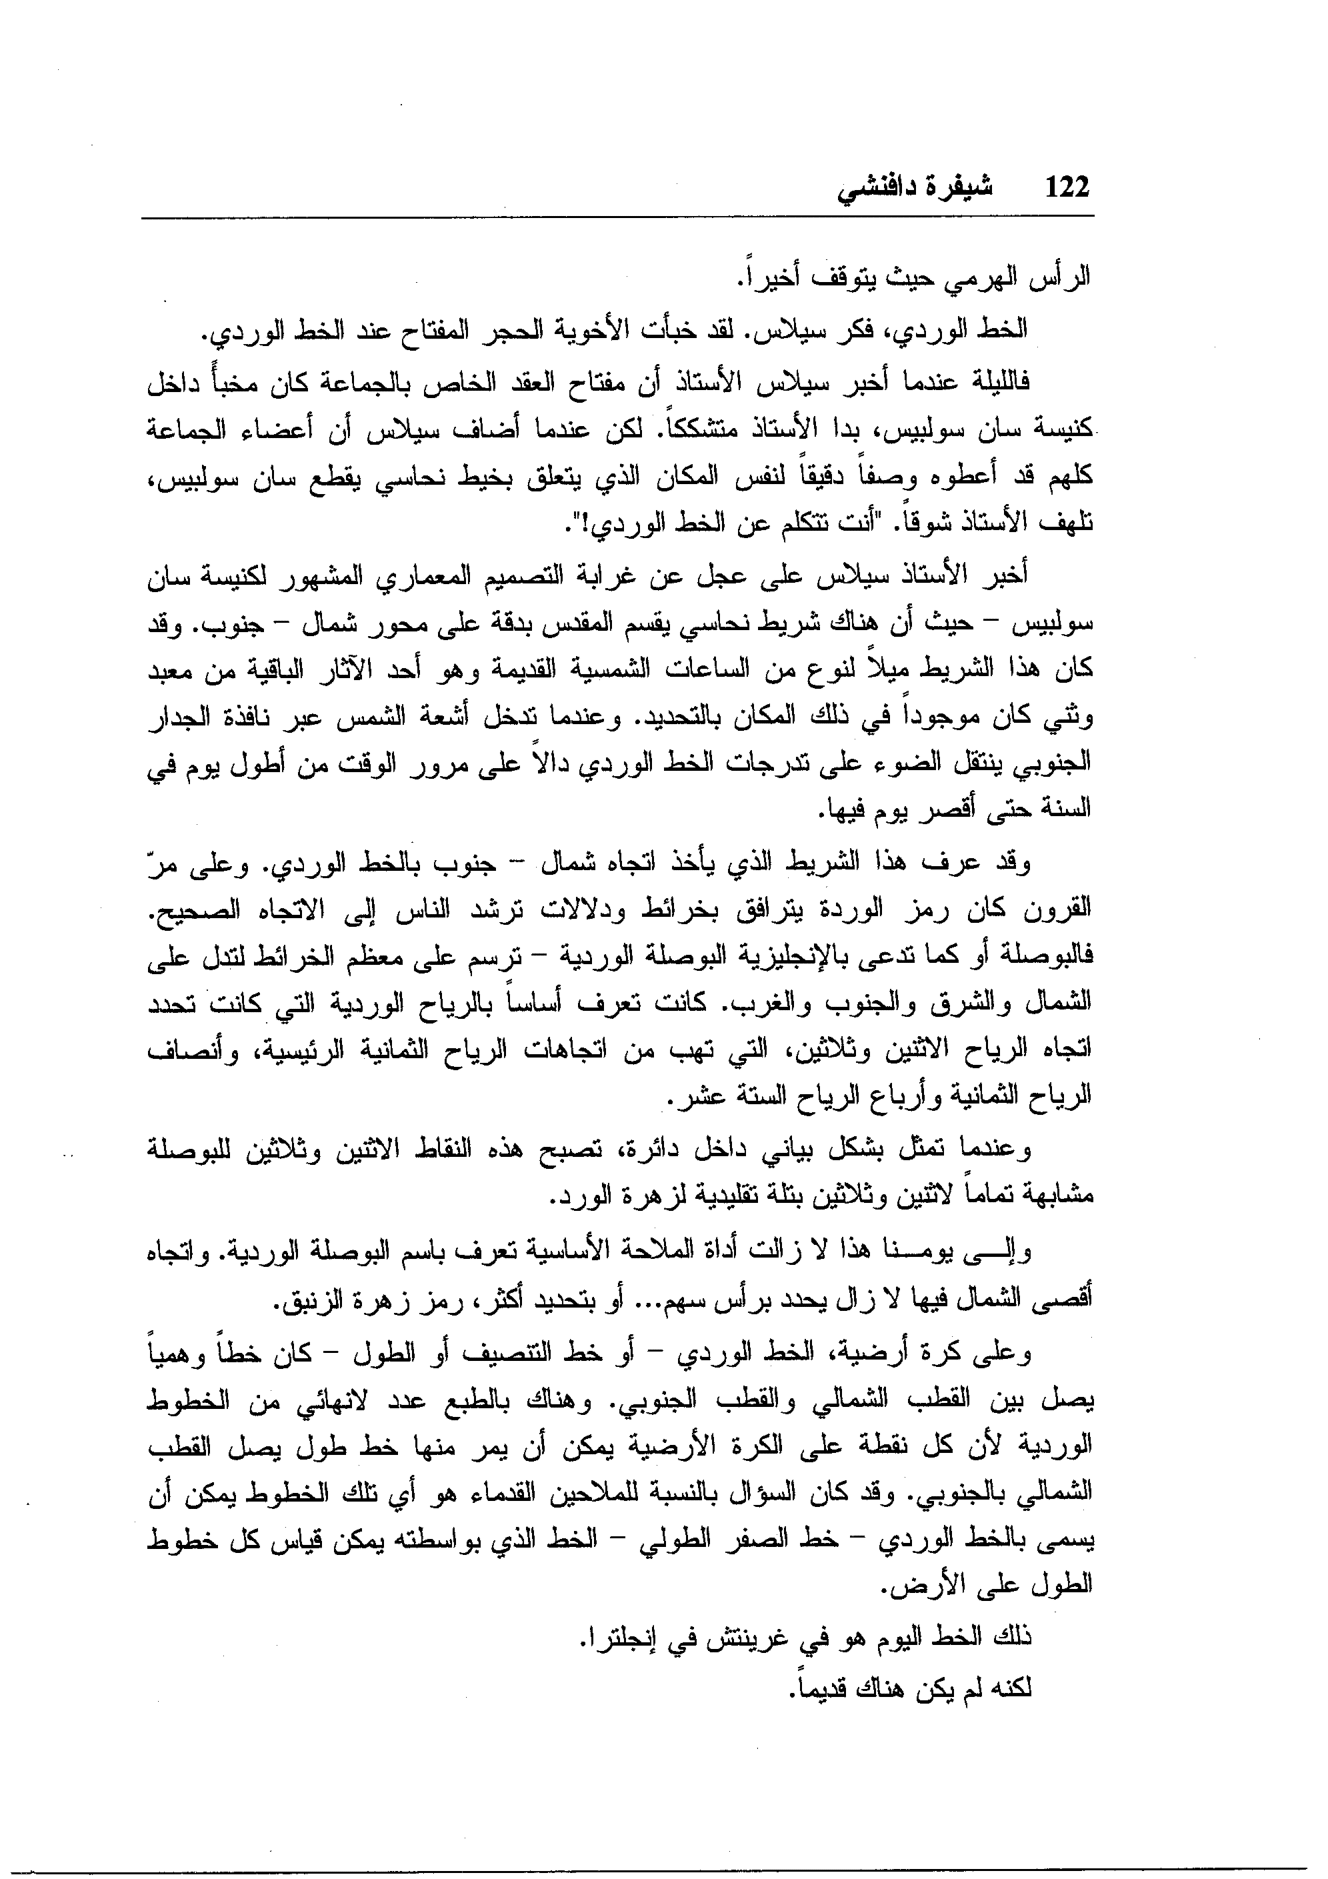 122 شيفرة دافنشي
الرأس الهرمي حيث يتوقف أخيراً.
الخط الوردي، فكر سيلاس. لقد خبأت الأخوية الحجر المفتاح عند الخط الوردي.
فالليلة عندما أخبر سيلاس الأستاذ أن مفتاح العقد الخاص بالجماعة كان مخبأً داخل
كنيسة سان سولبيس، بدا الأستاذ متشككاً. لكن عندما أضاف سيلاس أن أعضاء الجماعة
كلهم قد أعطوه وصفاً دقيقاً لنفس المكان الذي يتعلق بخيط نحاسي يقطع سان سولبيس،
تلهف الأستاذ شوقاً. "أنت تتكلم عن الخط الوردي!".
أخبر الأستاذ سيلاس على عجل عن غرابة التصميم المعماري المشهور لكنيسة سان
سولبيس – حيث أن هناك شريط نحاسي يقسم المقدس بدقة على محور شمال – جنوب. وقد
كان هذا الشريط ميلاً لنوع من الساعات الشمسية القديمة وهو أحد الآثار الباقية من معبد
وثني كان موجوداً في ذلك المكان بالتحديد. وعندما تدخل أشعة الشمس عبر نافذة الجدار
الجنوبي ينتقل الضوء على تدرجات الخط الوردي دالاً على مرور الوقت من أطول يوم في
السنة حتى أقصر يوم فيها.
وقد عرف هذا الشريط الذي يأخذ اتجاه شمال – جنوب بالخط الوردي. وعلى مرّ
القرون كان رمز الوردة يترافق بخرائط ودلالات ترشد الناس إلى الاتجاه الصحيح.
فالبوصلة أو كما تدعى بالإنجليزية البوصلة الوردية – ترسم على معظم الخرائط لتدل على
الشمال والشرق والجنوب والغرب. كانت تعرف أساساً بالرياح الوردية التي كانت تحدد
اتجاه الرياح الاثنين وثلاثين، التي تهب من اتجاهات الرياح الثمانية الرئيسية، وأنصاف
الرياح الثمانية وأرباع الرياح الستة عشر.
وعندما تمثل بشكل بياني داخل دائرة، تصبح هذه النقاط الاثنين وثلاثين للبوصلة
مشابهة تماماً لاثنين وثلاثين بتلة تقليدية لزهرة الورد.
وإلـــى يومـــنا هذا لا زالت أداة الملاحة الأساسية تعرف باسم البوصلة الوردية. واتجاه
أقصى الشمال فيها لا زال يحدد برأس سهم... أو بتحديد أكثر، رمز زهرة الزنبق.
وعلى كرة أرضية، الخط الوردي – أو خط التنصيف أو الطول – كان خطاً وهمياً
يصل بين القطب الشمالي والقطب الجنوبي. وهناك بالطبع عدد لانهائي من الخطوط
الوردية لأن كل نقطة على الكرة الأرضية يمكن أن يمر منها خط طول يصل القطب
الشمالي بالجنوبي. وقد كان السؤال بالنسبة للملاحين القدماء هو أي تلك الخطوط يمكن أن
يسمى بالخط الوردي – خط الصفر الطولي – الخط الذي بواسطته يمكن قياس كل خطوط
الطول على الأرض.
ذلك الخط اليوم هو في غرينتش في إنجلترا.
لكنه لم يكن هناك قديماً.